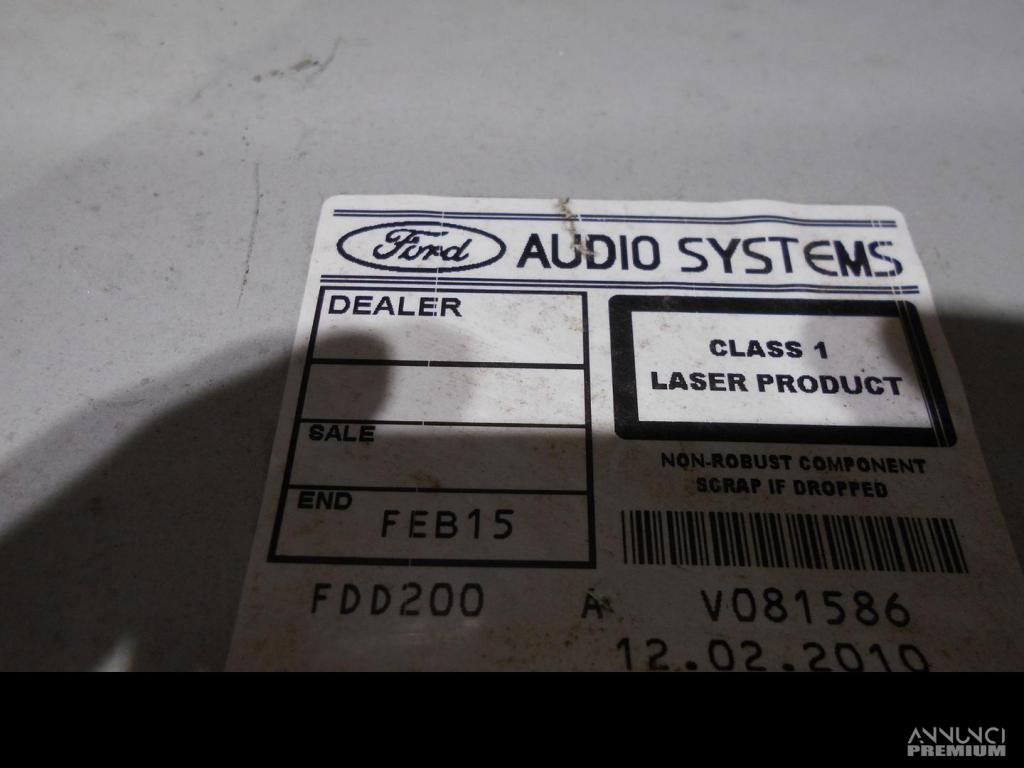 Ford AUDIO SYSTEMS
DEALER
CLASS 1
LASER PRODUCT
SALE
NON-ROBUST COMPONENT
SCRAP IF DROPPED
END
FEB15
FDD200 A V081586
12.02.2010
ANNUNCI
PREMIUM